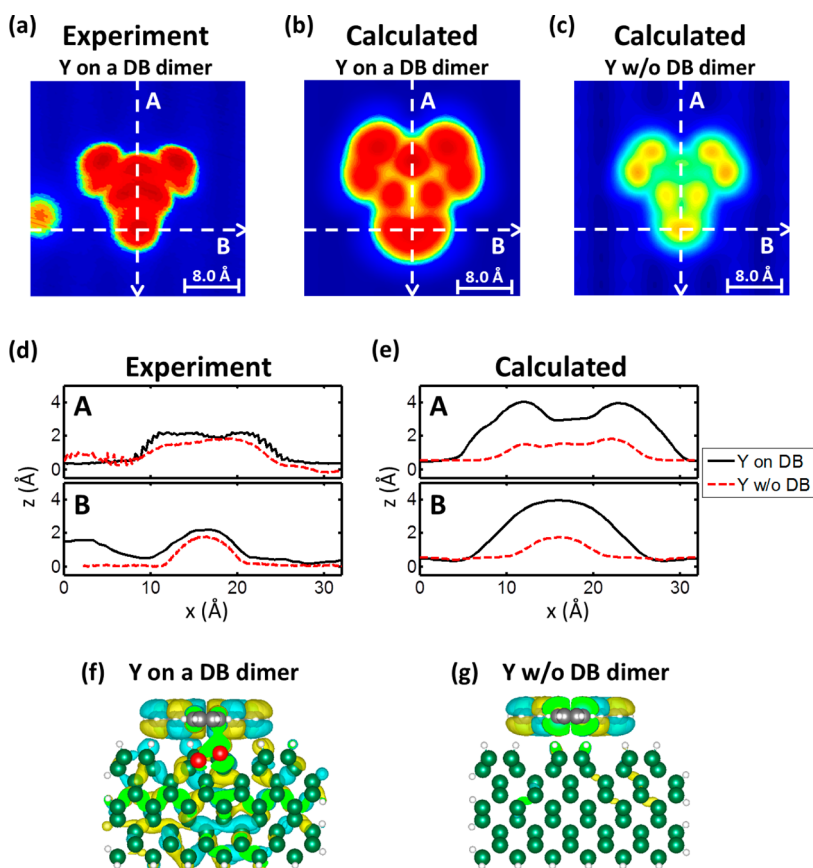 (a) Experiment
Y on a DB dimer
A
B
8.0 Å
(b) Calculated
Y on a DB dimer
A
B
8.0 Å
(c) Calculated
Y w/o DB dimer
A
B
8.0 Å
(d) Experiment
A
4
2
0
B
4
2
0
z (Å)
0 10 20 30
x (Å)
(e) Calculated
A
4
2
0
B
4
2
0
0 10 20 30
x (Å)
Y on DB
Y w/o DB
(f) Y on a DB dimer
(g) Y w/o DB dimer